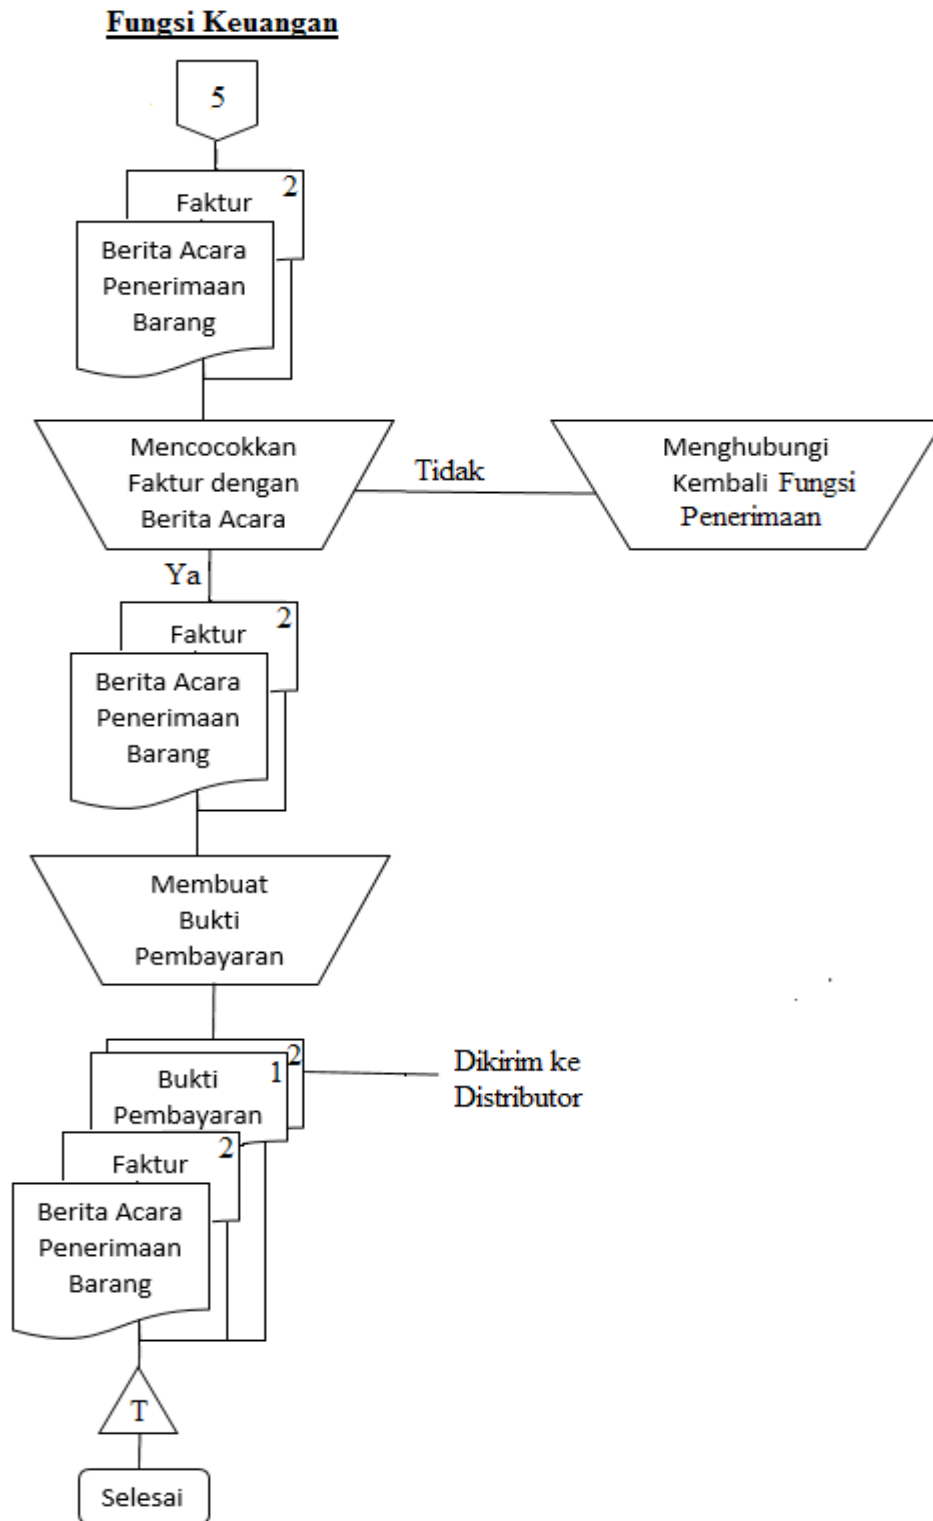 Fungsi Keuangan
5
2
Faktur
Berita Acara
Penerimaan
Barang
Mencocokkan
Faktur dengan
Berita Acara
Tidak
Menghubungi
Kembali Fungsi
Penerimaan
Ya
2
Faktur
Berita Acara
Penerimaan
Barang
Membuat
Bukti
Pembayaran
2
1
Bukti
Pembayaran
Dikirim ke
Distributor
2
Faktur
Berita Acara
Penerimaan
Barang
T
Selesai